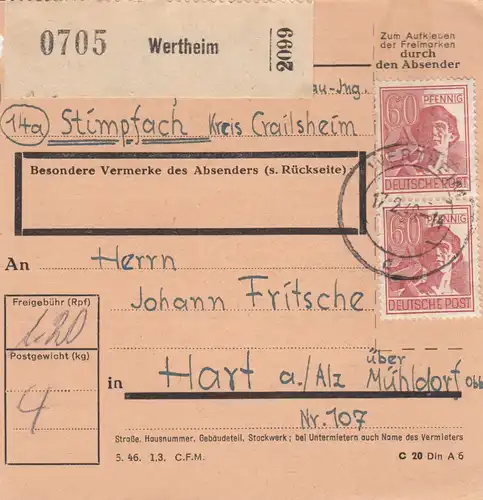 0705 Wertheim 2099
Zum Aufkleben
der Freimarken
durch
den Absender
au-Ing.
14a Stimpfach Kreis Crailsheim
60 PFENNIG
DEUTSCHE POST
Besondere Vermerke des Absenders (s. Rückseite)
60 PFENNIG
DEUTSCHE POST
An Herrn
Johann Fritsche
Freigebühr (Rpf)
1.20
Postgewicht (kg)
4
in Hart a./Alz über Mühldorf Obb
Nr. 107
Straße, Hausnummer, Gebäudeteil, Stockwerk; bei Untermietern auch Name des Vermieters
5. 46. 1,3. C.F.M. C 20 Din A 5